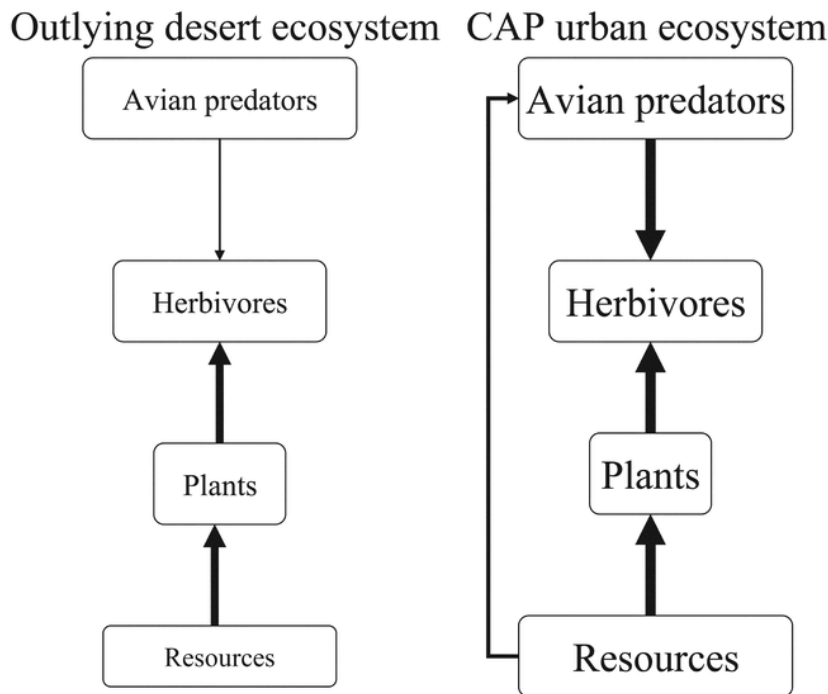 Outlying desert ecosystem
Avian predators
Herbivores
Plants
Resources
CAP urban ecosystem
Avian predators
Herbivores
Plants
Resources